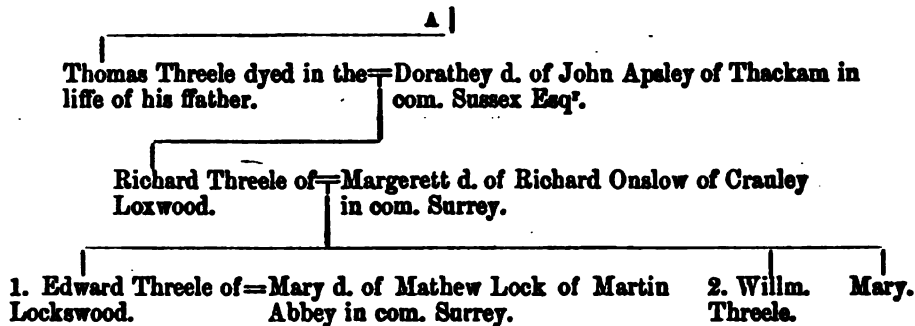 A
Thomas Threele dyed in the=Dorathey d. of John Apsley of Thackam in
liffe of his ffather. com. Sussex Esqr.
Richard Threele of=Margerett d. of Richard Onslow of Crauley
Loxwood. in com. Surrey.
1. Edward Threele of=Mary d. of Mathew Lock of Martin 2. Willm. Mary.
Lockswood. Abbey in com. Surrey. Threele.